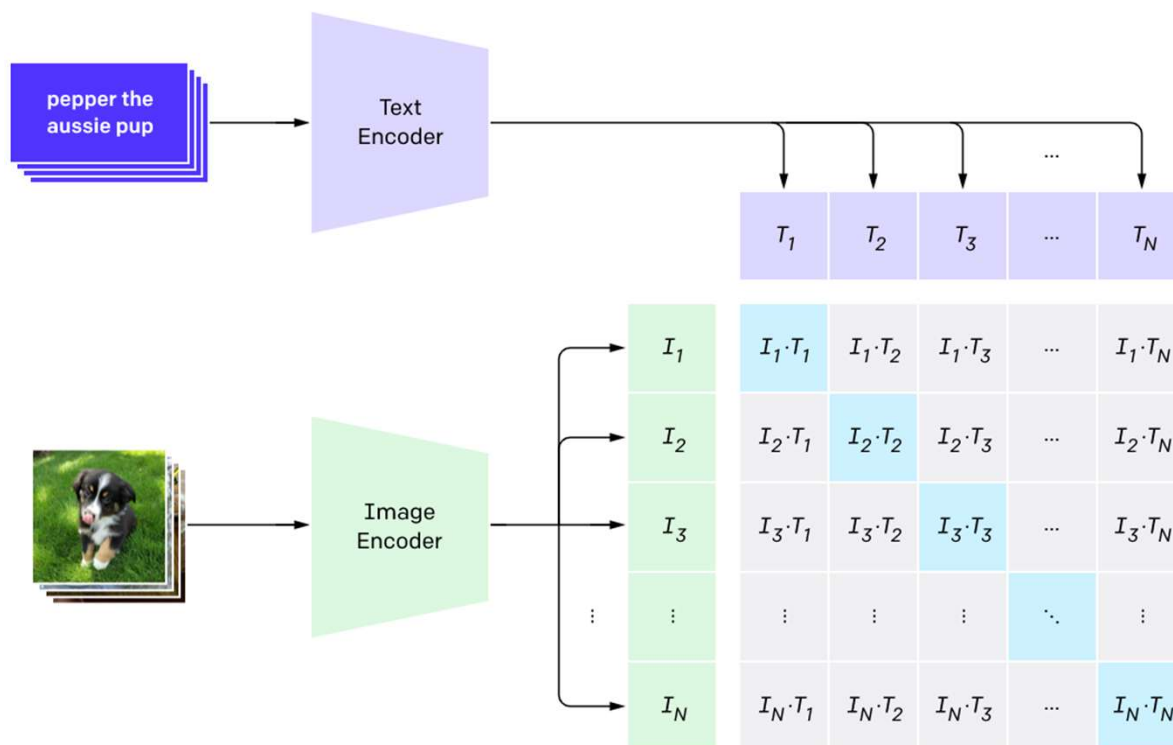 pepper the
aussie pup
Text
Encoder
...
T1 T2 T3 ... TN
I1 I1·T1 I1·T2 I1·T3 ... I1·TN
I2 I2·T1 I2·T2 I2·T3 ... I2·TN
Image
Encoder
I3 I3·T1 I3·T2 I3·T3 ... I3·TN
⋮ ⋮ ⋮ ⋮ ⋮ ⋱ ⋮
IN IN·T1 IN·T2 IN·T3 ... IN·TN